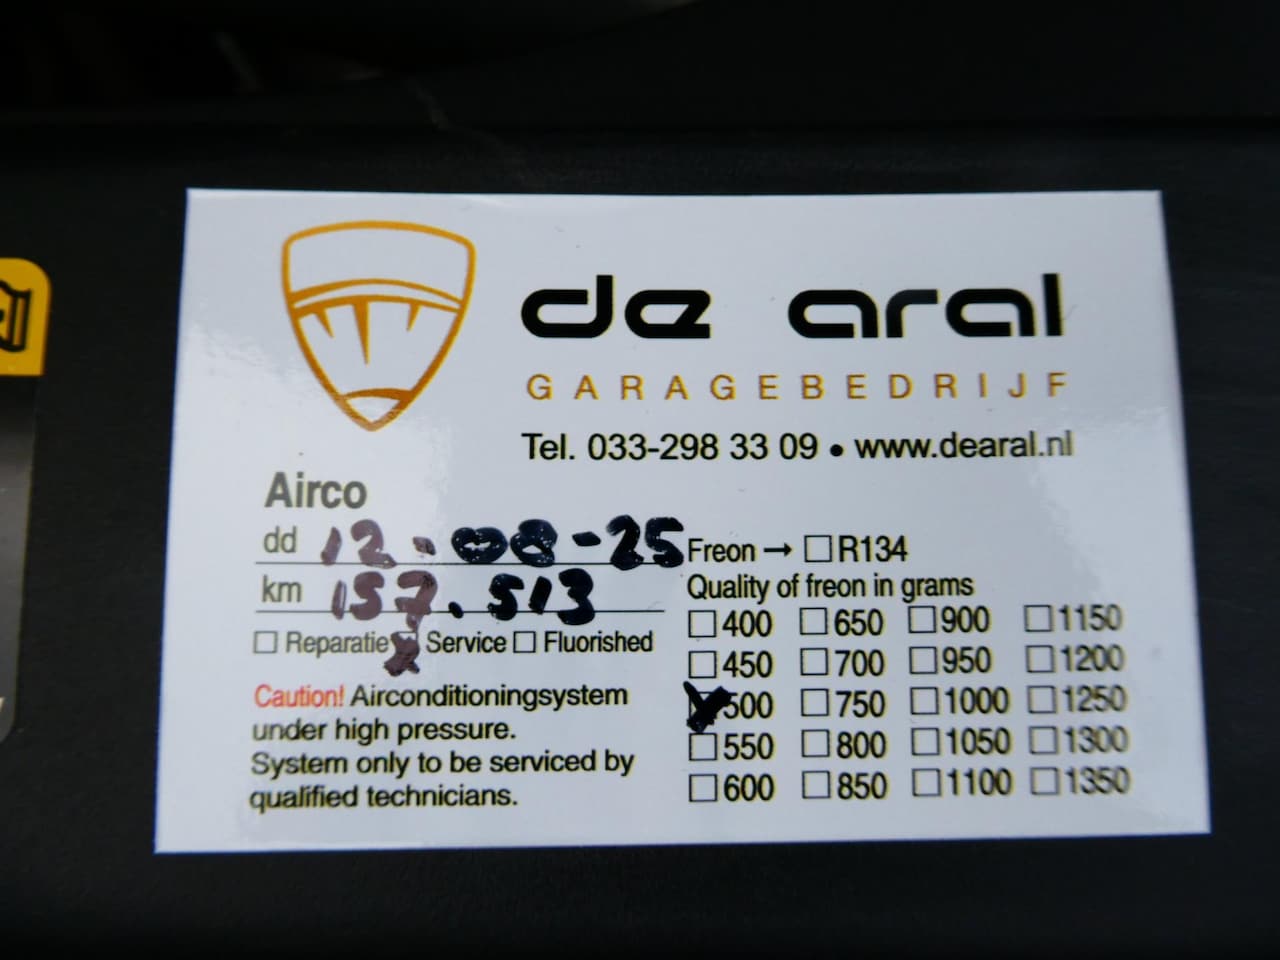 de aral
GARAGEBEDRIJF
Tel. 033-298 33 09 • www.dearal.nl
Airco
dd 12-08-25
km 157.513
☐ Reparatie ☒ Service ☐ Fluorished
Caution! Airconditioningsystem
under high pressure.
System only to be serviced by
qualified technicians.
Freon → ☐ R134
Quality of freon in grams
☐ 400 ☐ 650 ☐ 900 ☐ 1150
☐ 450 ☐ 700 ☐ 950 ☐ 1200
☒ 500 ☐ 750 ☐ 1000 ☐ 1250
☐ 550 ☐ 800 ☐ 1050 ☐ 1300
☐ 600 ☐ 850 ☐ 1100 ☐ 1350